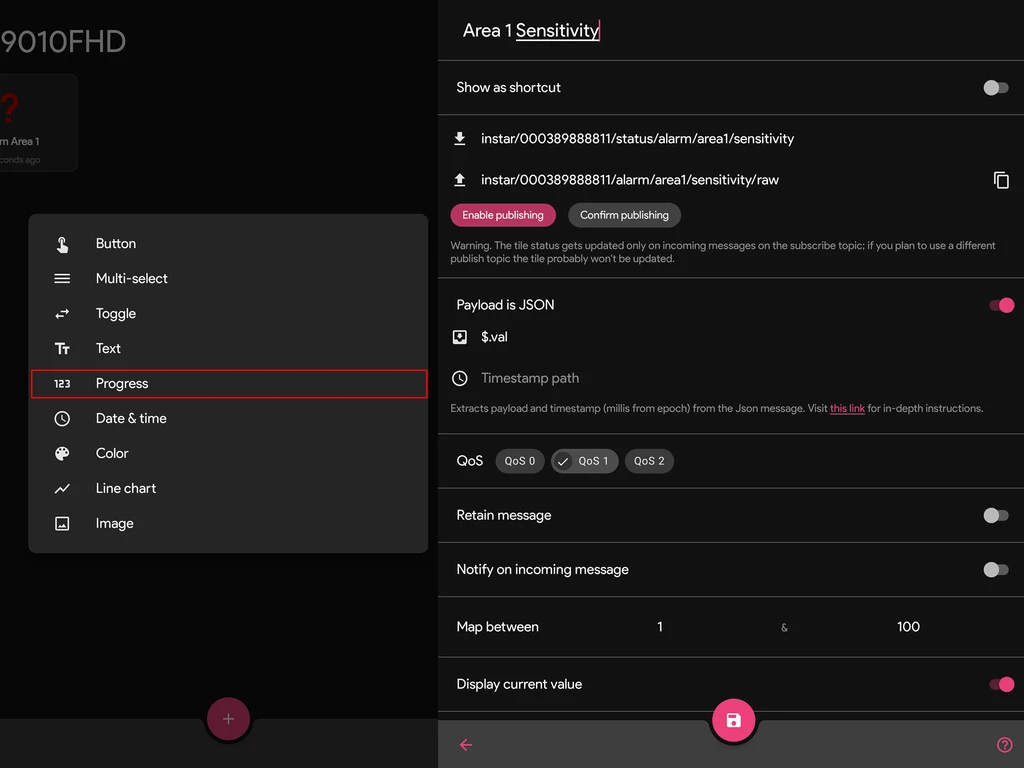 9010FHD
?
m Area 1
conds ago
Button
Multi-select
Toggle
Tт Text
123 Progress
Date & time
Color
Line chart
Image
Area 1 Sensitivity
Show as shortcut
instar/000389888811/status/alarm/area1/sensitivity
instar/000389888811/alarm/area1/sensitivity/raw
Enable publishing Confirm publishing
Warning. The tile status gets updated only on incoming messages on the subscribe topic; if you plan to use a different
publish topic the tile probably won't be updated.
Payload is JSON
$.val
Timestamp path
Extracts payload and timestamp (millis from epoch) from the Json message. Visit this link for in-depth instructions.
QoS QoS 0 QoS 1 QoS 2
Retain message
Notify on incoming message
Map between 1 & 100
Display current value